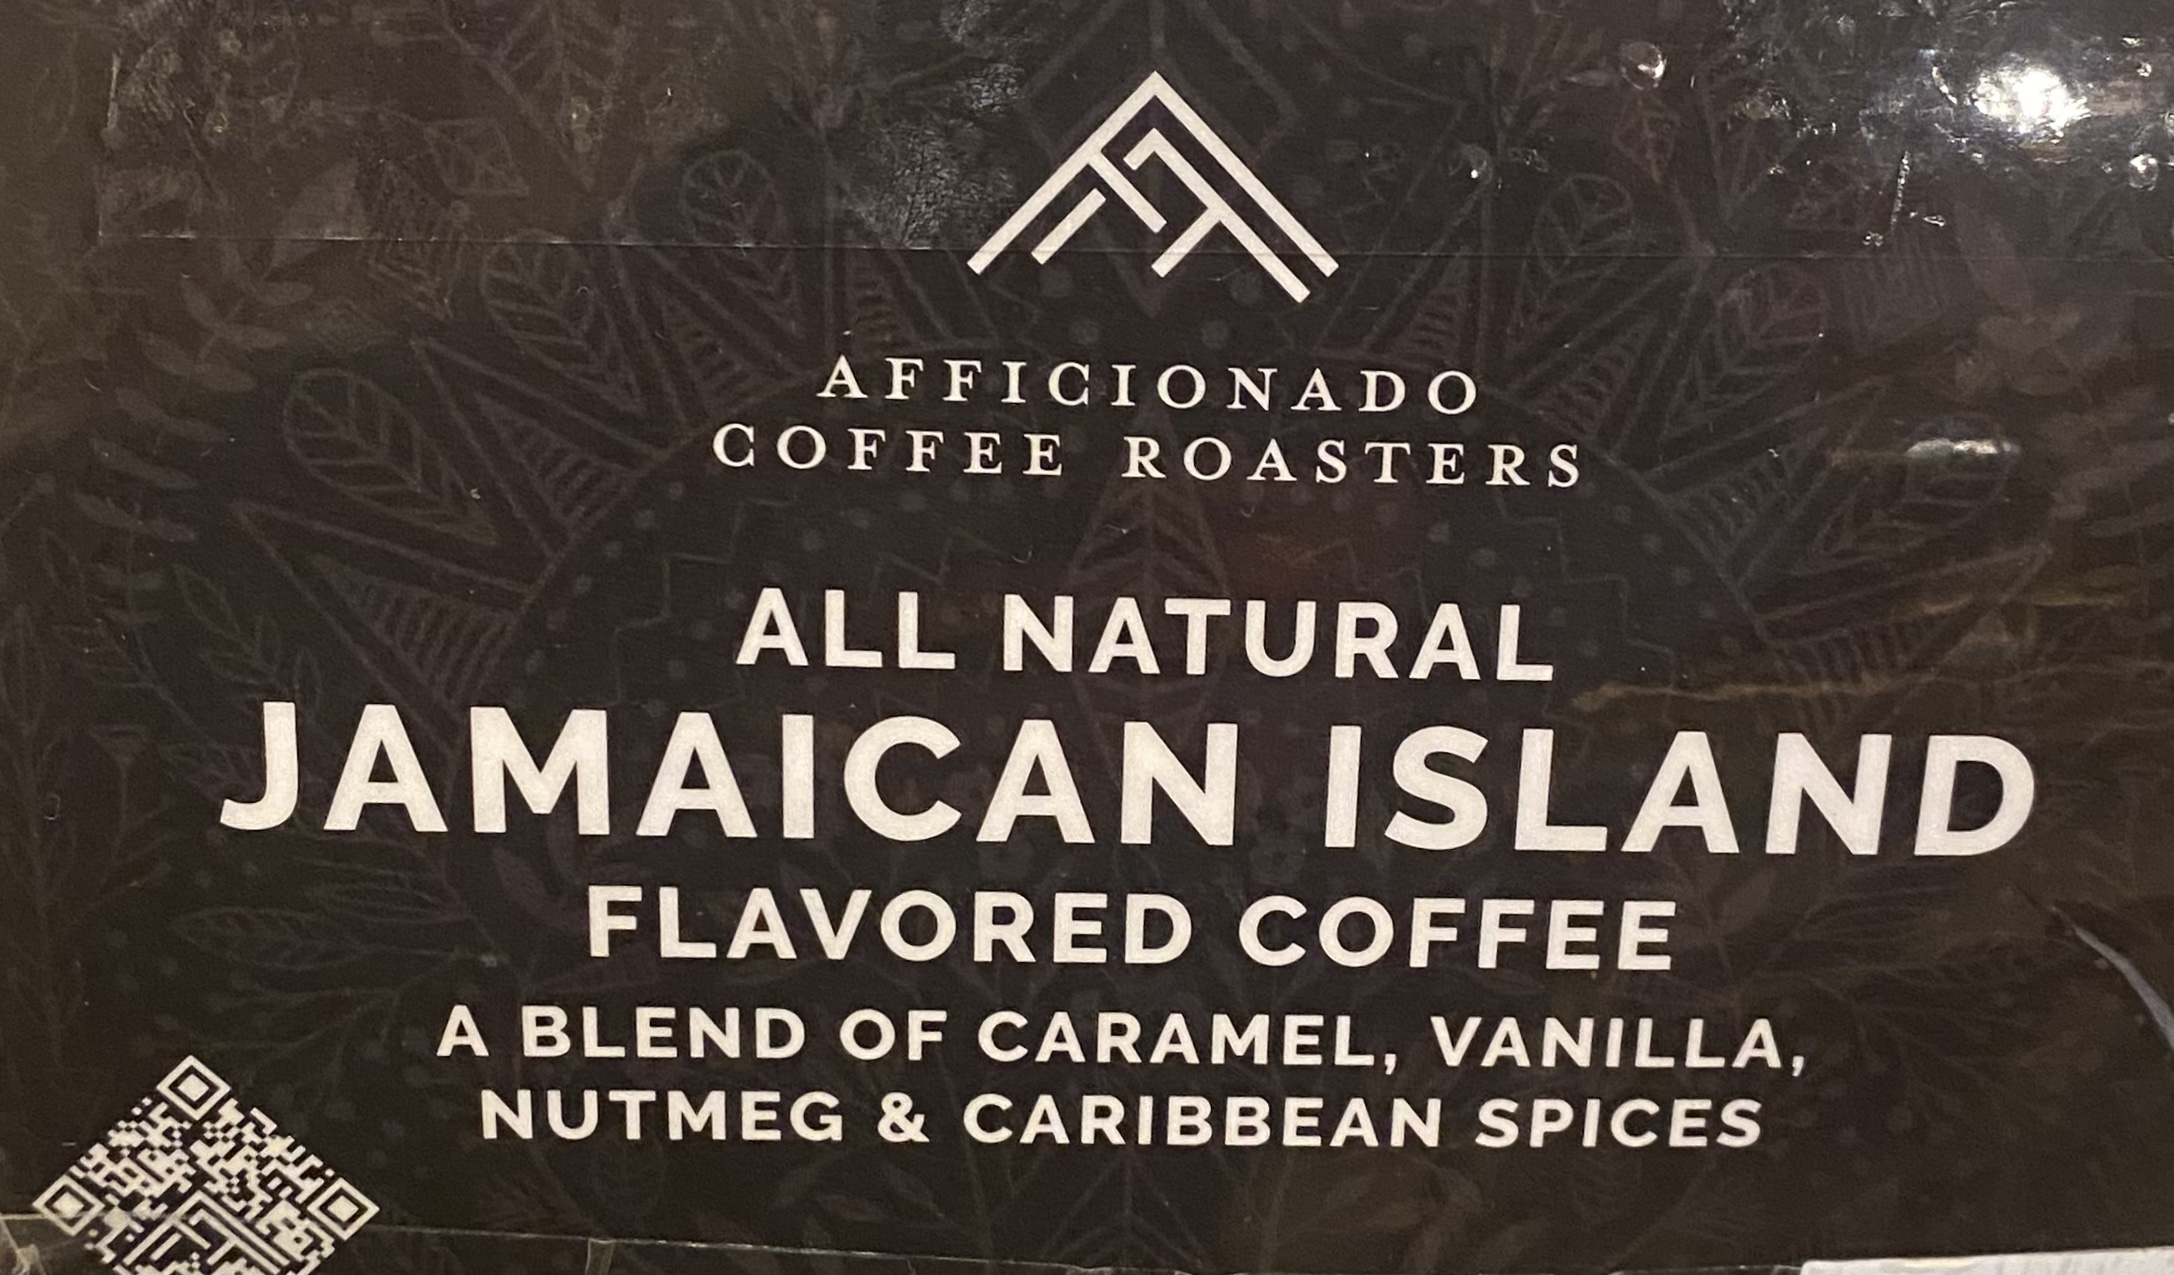 AFFICIONADO
COFFEE ROASTERS
ALL NATURAL
JAMAICAN ISLAND
FLAVORED COFFEE
A BLEND OF CARAMEL, VANILLA,
NUTMEG & CARIBBEAN SPICES